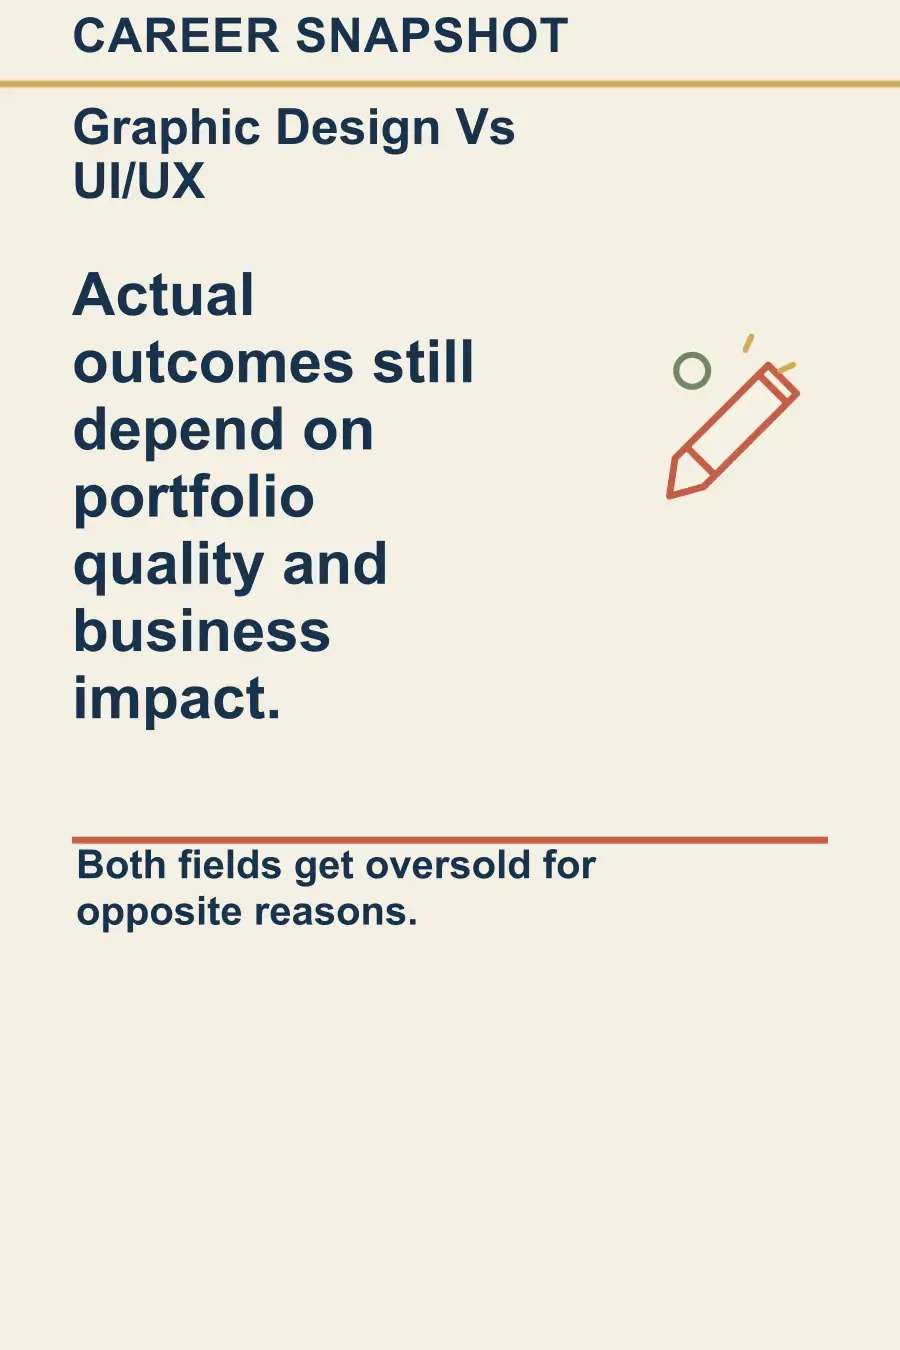 CAREER SNAPSHOT
Graphic Design Vs
UI/UX
Actual
outcomes still
depend on
portfolio
quality and
business
impact.
Both fields get oversold for
opposite reasons.